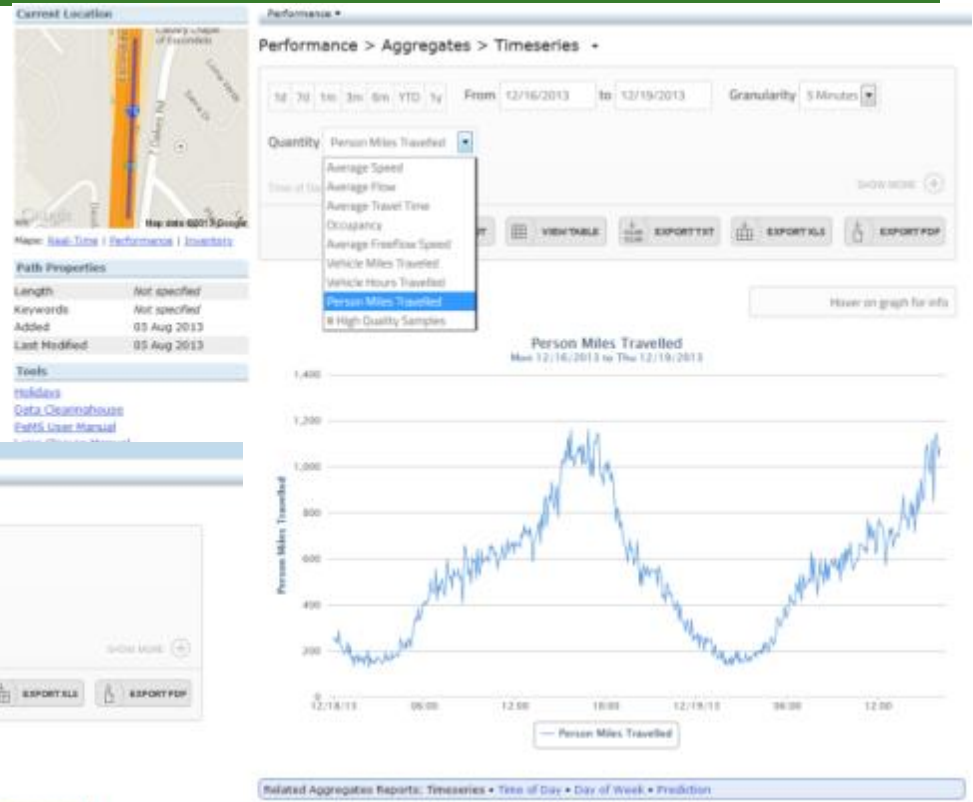 Current Location
Calvary Chapel
of Escondido
Map data ©2013 Google
Maps: Real-Time | Performance | Inventory
Path Properties
Length Not specified
Keywords Not specified
Added 03 Aug 2013
Last Modified 03 Aug 2013
Tools
Holidays
Data Clearinghouse
PeMS User Manual
SHOW MORE
EXPORT XLS
EXPORT PDF
Performance
Performance > Aggregates > Timeseries
1d 7d 1m 3m 6m YTD 1y From 12/16/2013 to 12/19/2013 Granularity 5 Minutes
Quantity Person Miles Travelled
Average Speed
Average Flow
Average Travel Time
Occupancy
Average Freeflow Speed
Vehicle Miles Traveled
Vehicle Hours Travelled
Person Miles Travelled
# High Quality Samples
SHOW MORE
VIEW TABLE
EXPORT TXT
EXPORT XLS
EXPORT PDF
Hover on graph for info
Person Miles Travelled
Mon 12/16/2013 to Thu 12/19/2013
Person Miles Travelled
1,400
1,200
1,000
800
600
400
200
0
12/18/13 06:00 12:00 18:00 12/19/13 06:00 12:00
Person Miles Travelled
Related Aggregates Reports: Timeseries • Time of Day • Day of Week • Prediction